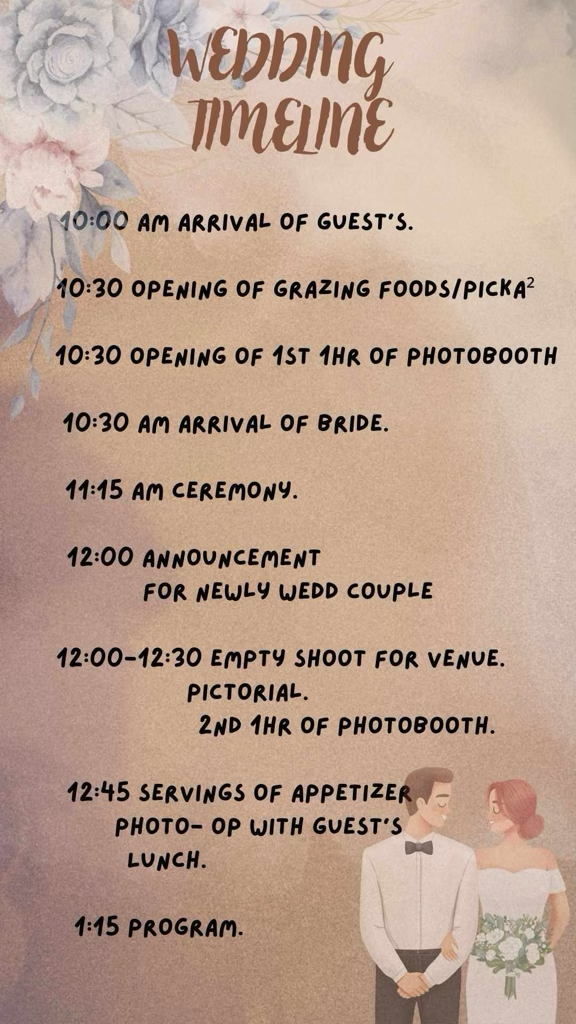 WEDDING
TIMELINE
10:00 AM ARRIVAL OF GUEST'S.
10:30 OPENING OF GRAZING FOODS/PICKA²
10:30 OPENING OF 1ST 1HR OF PHOTOBOOTH
10:30 AM ARRIVAL OF BRIDE.
11:15 AM CEREMONY.
12:00 ANNOUNCEMENT
FOR NEWLY WEDD COUPLE
12:00-12:30 EMPTY SHOOT FOR VENUE.
PICTORIAL.
2ND 1HR OF PHOTOBOOTH.
12:45 SERVINGS OF APPETIZER
PHOTO- OP WITH GUEST'S
LUNCH.
1:15 PROGRAM.